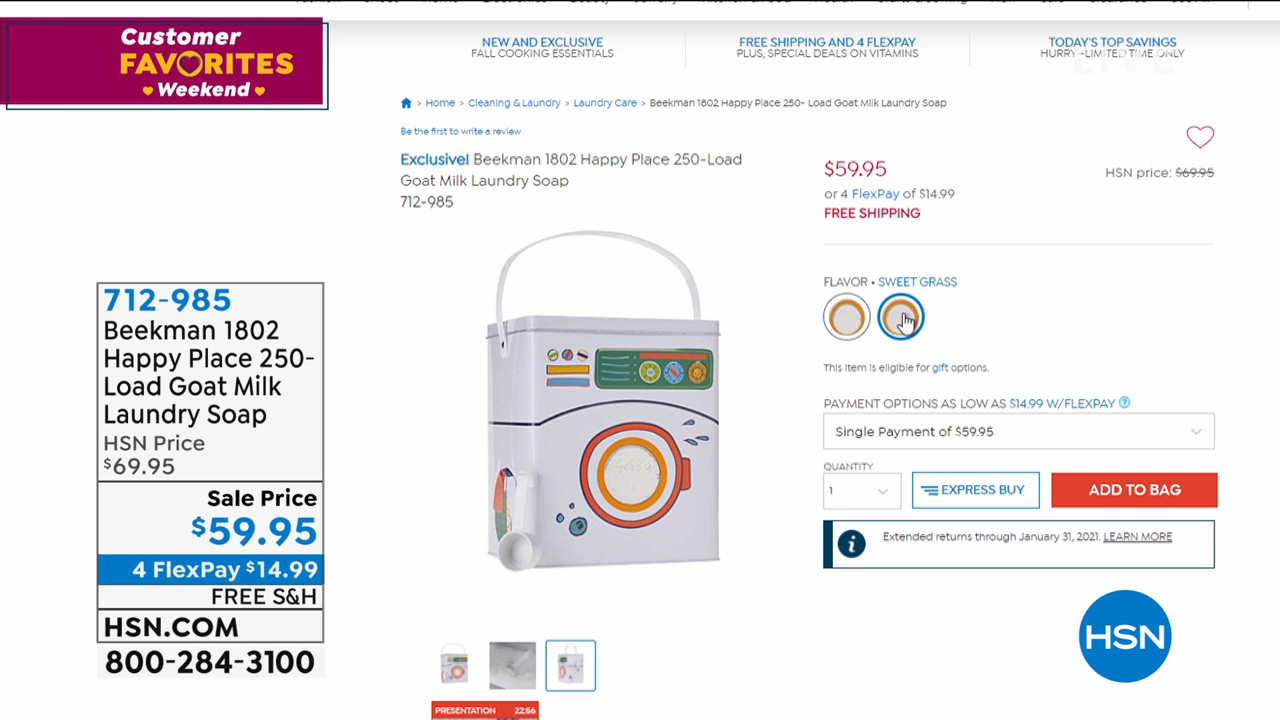 Customer
FAVORITES
Weekend
NEW AND EXCLUSIVE
FALL COOKING ESSENTIALS
FREE SHIPPING AND 4 FLEXPAY
PLUS, SPECIAL DEALS ON VITAMINS
TODAY'S TOP SAVINGS
HURRY--LIMITED TIME ONLY
LIVE
> Home > Cleaning & Laundry > Laundry Care > Beekman 1802 Happy Place 250- Load Goat Milk Laundry Soap
Be the first to write a review
Exclusive! Beekman 1802 Happy Place 250-Load
Goat Milk Laundry Soap
712-985
$59.95
HSN price: $69.95
or 4 FlexPay of $14.99
FREE SHIPPING
FLAVOR • SWEET GRASS
This item is eligible for gift options.
PAYMENT OPTIONS AS LOW AS $14.99 W/FLEXPAY ?
Single Payment of $59.95
QUANTITY
1
EXPRESS BUY
ADD TO BAG
i Extended returns through January 31, 2021. LEARN MORE
712-985
Beekman 1802
Happy Place 250-
Load Goat Milk
Laundry Soap
HSN Price
$69.95
Sale Price
$59.95
4 FlexPay $14.99
FREE S&H
HSN.COM
800-284-3100
HSN
PRESENTATION 22:56